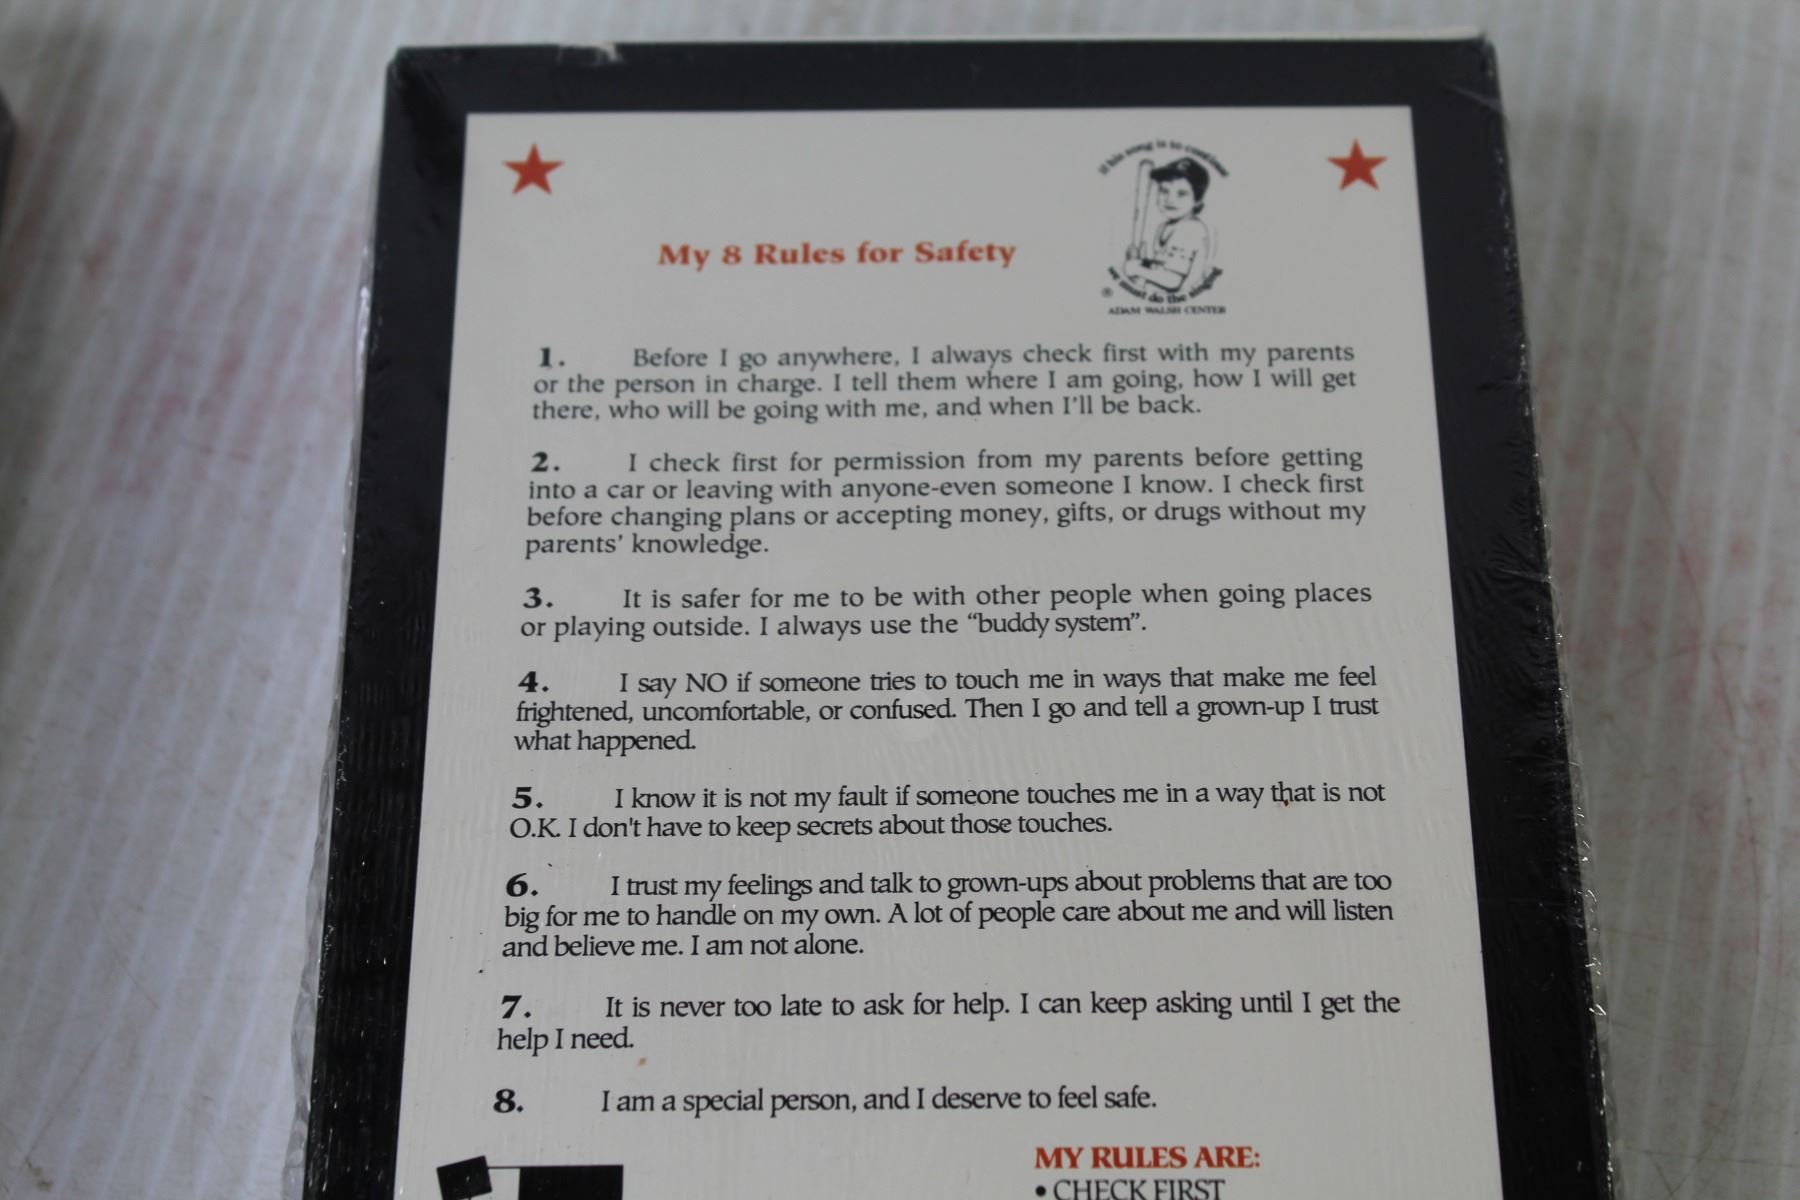 If his song is to continue
we must do the singing
®
ADAM WALSH CENTER
My 8 Rules for Safety
1. Before I go anywhere, I always check first with my parents
or the person in charge. I tell them where I am going, how I will get
there, who will be going with me, and when I'll be back.
2. I check first for permission from my parents before getting
into a car or leaving with anyone-even someone I know. I check first
before changing plans or accepting money, gifts, or drugs without my
parents' knowledge.
3. It is safer for me to be with other people when going places
or playing outside. I always use the “buddy system”.
4. I say NO if someone tries to touch me in ways that make me feel
frightened, uncomfortable, or confused. Then I go and tell a grown-up I trust
what happened.
5. I know it is not my fault if someone touches me in a way that is not
O.K. I don't have to keep secrets about those touches.
6. I trust my feelings and talk to grown-ups about problems that are too
big for me to handle on my own. A lot of people care about me and will listen
and believe me. I am not alone.
7. It is never too late to ask for help. I can keep asking until I get the
help I need.
8. I am a special person, and I deserve to feel safe.
MY RULES ARE:
• CHECK FIRST